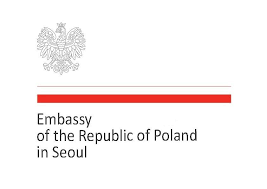 Embassy
of the Republic of Poland
in Seoul